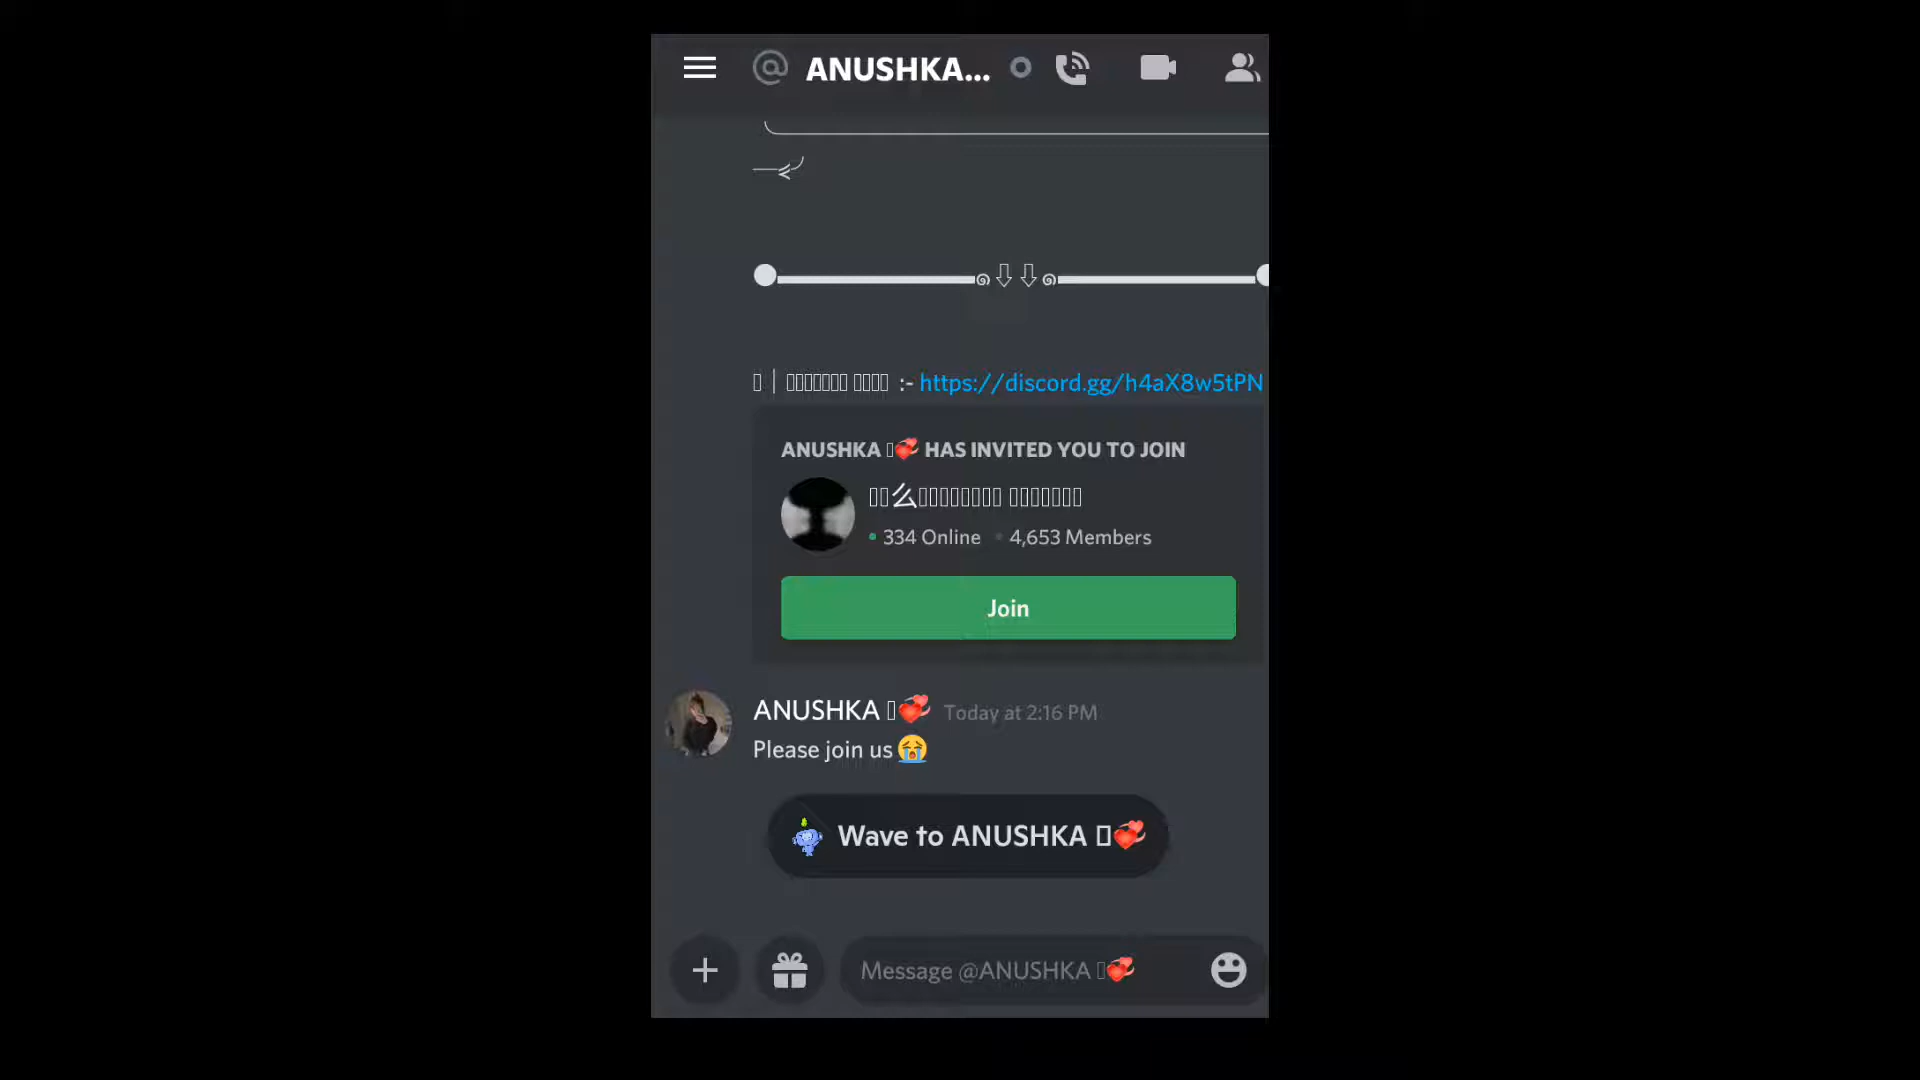 ANUSHKA...
:- https://discord.gg/h4aX8w5tPN
ANUSHKA 💞 HAS INVITED YOU TO JOIN
么
334 Online 4,653 Members
Join
ANUSHKA 💞 Today at 2:16 PM
Please join us 😭
Wave to ANUSHKA 💞
Message @ANUSHKA 💞